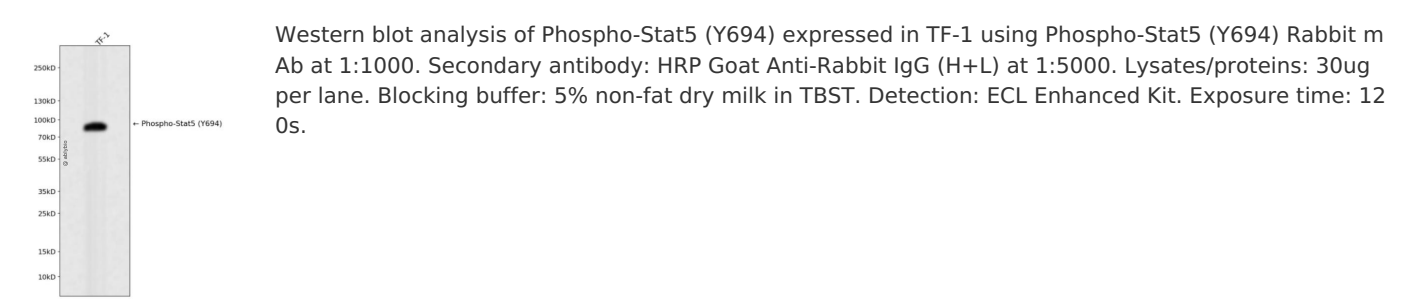 TF-1
250kD
130kD
100kD
← Phospho-Stat5 (Y694)
70kD
55kD
@ ablybio
35kD
25kD
15kD
10kD
Western blot analysis of Phospho-Stat5 (Y694) expressed in TF-1 using Phospho-Stat5 (Y694) Rabbit m
Ab at 1:1000. Secondary antibody: HRP Goat Anti-Rabbit IgG (H+L) at 1:5000. Lysates/proteins: 30ug
per lane. Blocking buffer: 5% non-fat dry milk in TBST. Detection: ECL Enhanced Kit. Exposure time: 12
0s.